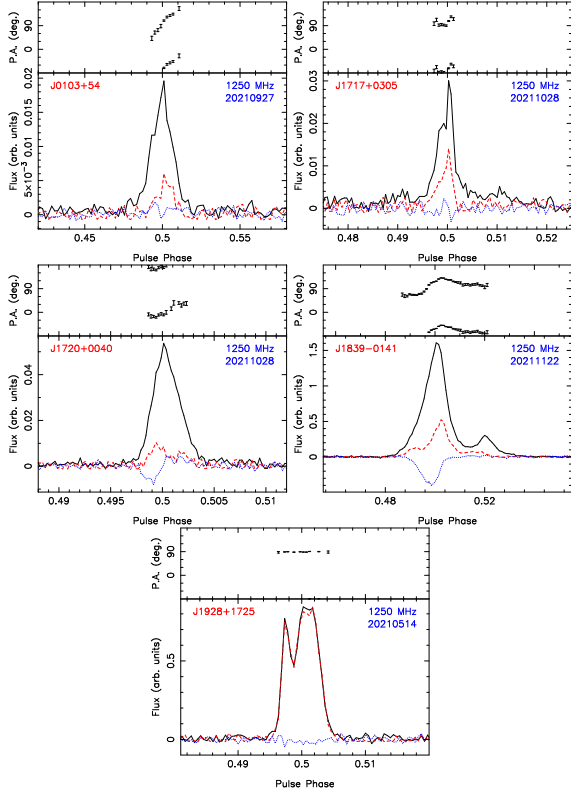 P.A. (deg.)
0 90
J0103+54
1250 MHz
20210927
Flux (arb. units)
0 5×10⁻³ 0.01 0.015 0.02
0.45 0.5 0.55
Pulse Phase
P.A. (deg.)
0 90
J1717+0305
1250 MHz
20211028
Flux (arb. units)
0 0.01 0.02 0.03
0.48 0.49 0.5 0.51 0.52
Pulse Phase
P.A. (deg.)
0 90
J1720+0040
1250 MHz
20211028
Flux (arb. units)
0 0.02 0.04
0.49 0.495 0.5 0.505 0.51
Pulse Phase
P.A. (deg.)
0 90
J1839−0141
1250 MHz
20211122
Flux (arb. units)
0 0.5 1 1.5
0.48 0.52
Pulse Phase
P.A. (deg.)
0 90
J1928+1725
1250 MHz
20210514
Flux (arb. units)
0 0.5
0.49 0.5 0.51
Pulse Phase